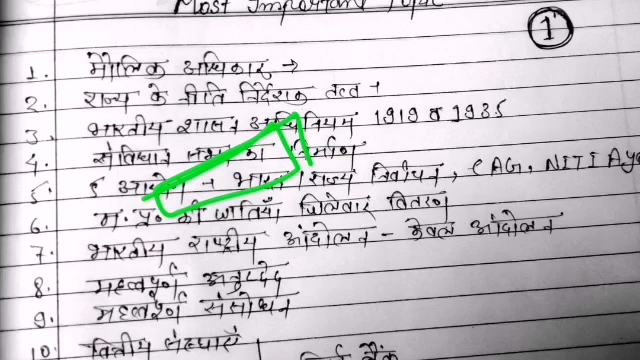 Most Important Topic
1
1. मौलिक अधिकार →
2. राज्य के नीति निर्देशक तत्व →
3. भारतीय शासन अधिनियम 1919 व 1935
4. संविधान सभा का निर्माण
5. आयोग → भारत राज्य निर्वाचन, CAG, NITI Ay
6. म.प्र. की जातियाँ जिलेवार वितरण
7. भारतीय राष्ट्रीय आंदोलन - केवल आंदोलन
8. महत्वपूर्ण अनुच्छेद
9. महत्वपूर्ण संसोधन
10. वित्तीय संस्थाएं
बैंक